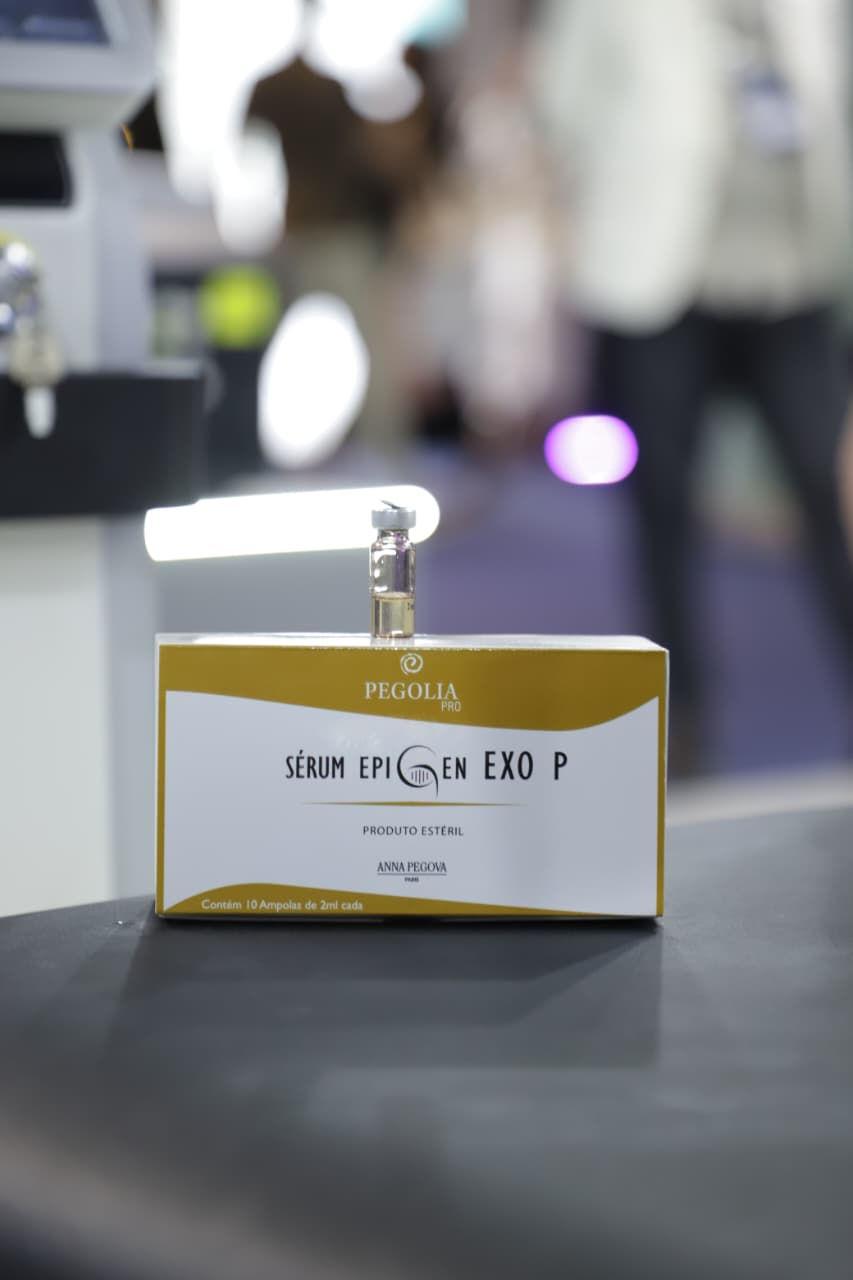 PEGOLIA
PRO
SÉRUM EPIGEN EXO P
PRODUTO ESTÉRIL
ANNA PEGOVA
PARIS
Contém 10 Ampolas de 2ml cada